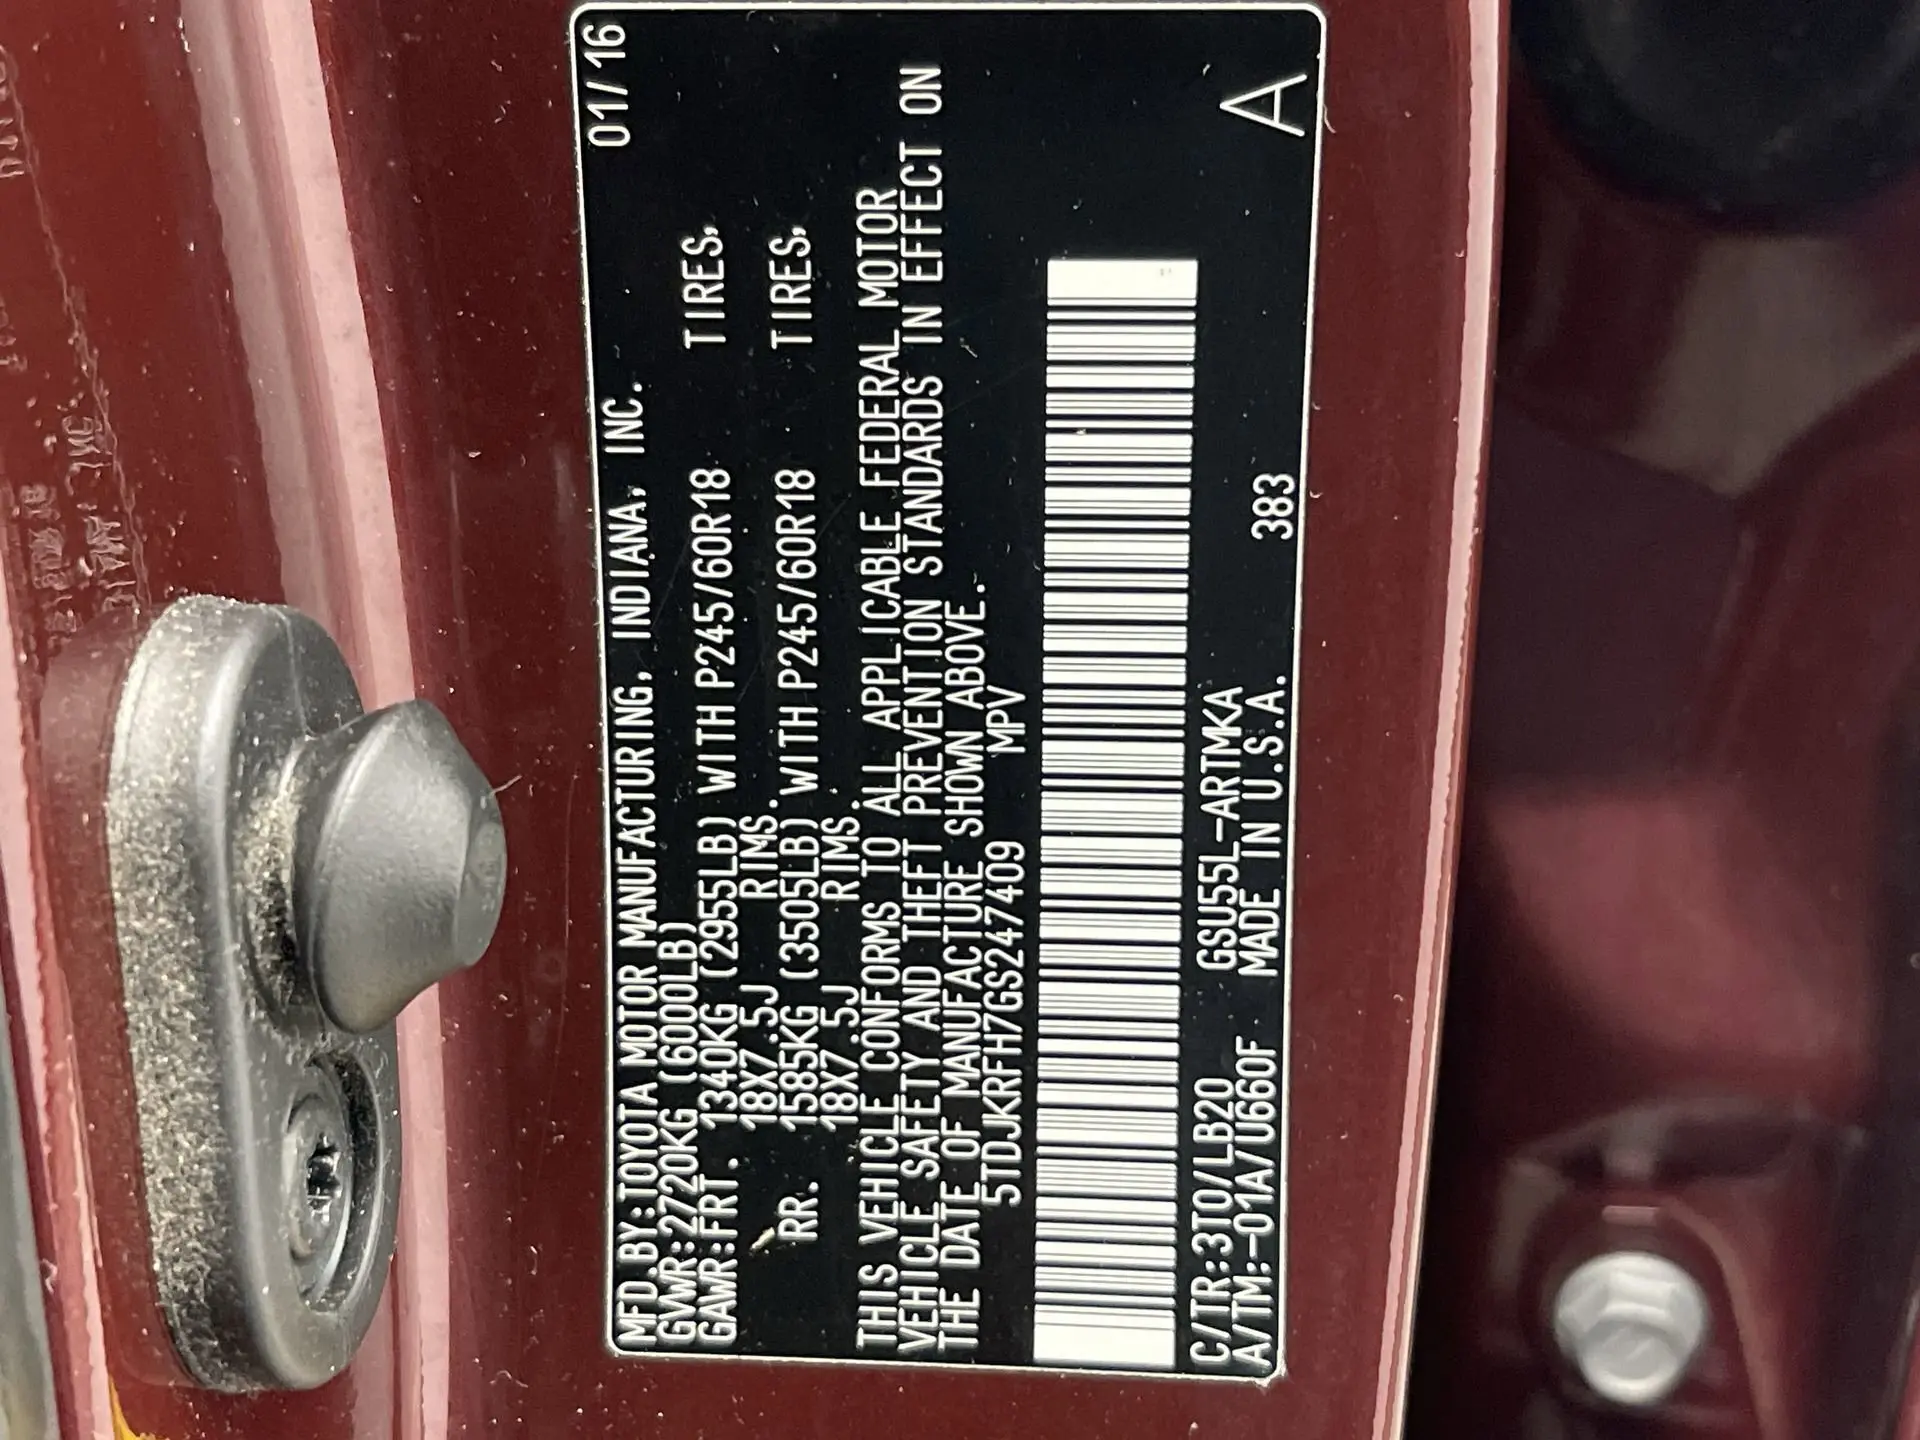 MFD.BY:TOYOTA MOTOR MANUFACTURING, INDIANA, INC. 01/16
GVWR:2720KG (6000LB)
GAWR:FRT. 1340KG (2955LB) WITH P245/60R18 TIRES,
18X7.5J RIMS.
RR. 1585KG (3505LB) WITH P245/60R18 TIRES,
18X7.5J RIMS.
THIS VEHICLE CONFORMS TO ALL APPLICABLE FEDERAL MOTOR
VEHICLE SAFETY AND THEFT PREVENTION STANDARDS IN EFFECT ON
THE DATE OF MANUFACTURE SHOWN ABOVE.
5TDJKRFH7GS247409 MPV
C/TR:3T0/LB20 GSU55L-ARTMKA
A/TM:-01A/U660F MADE IN U.S.A. 383 A